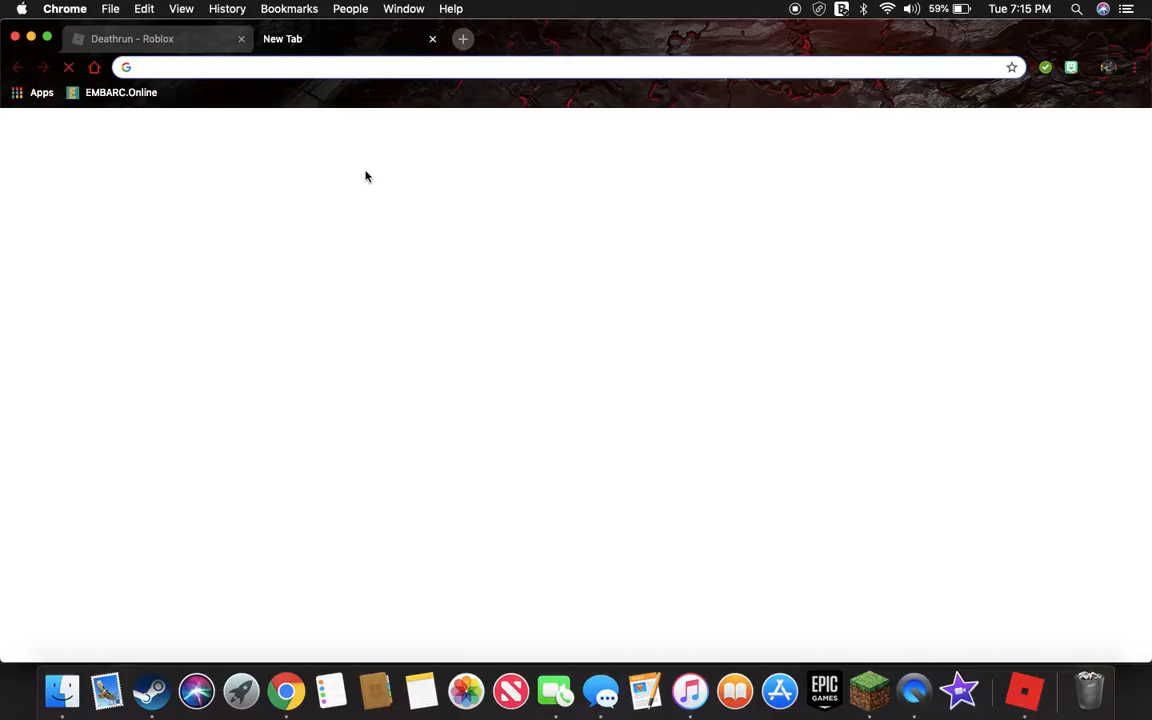 Chrome File Edit View History Bookmarks People Window Help 59% Tue 7:15 PM
Deathrun - Roblox New Tab
Apps EMBARC.Online
EPIC
GAMES